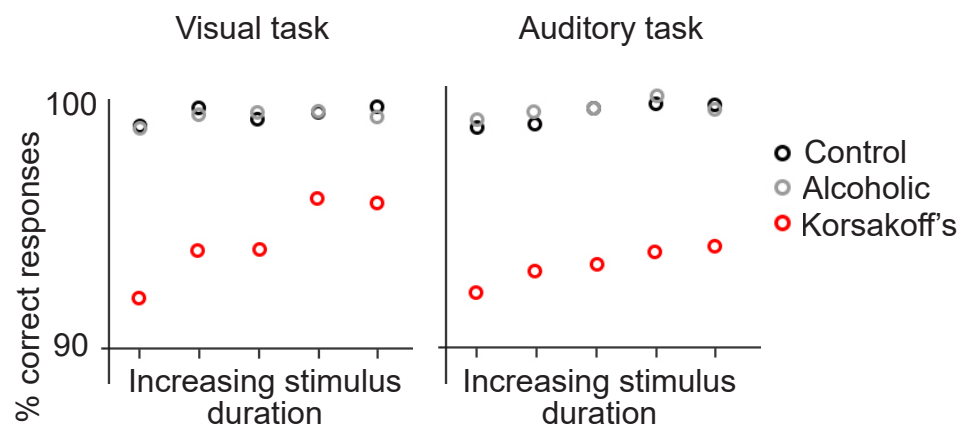 Visual task
Auditory task
100
90
% correct responses
Increasing stimulus
duration
Increasing stimulus
duration
Control
Alcoholic
Korsakoff’s